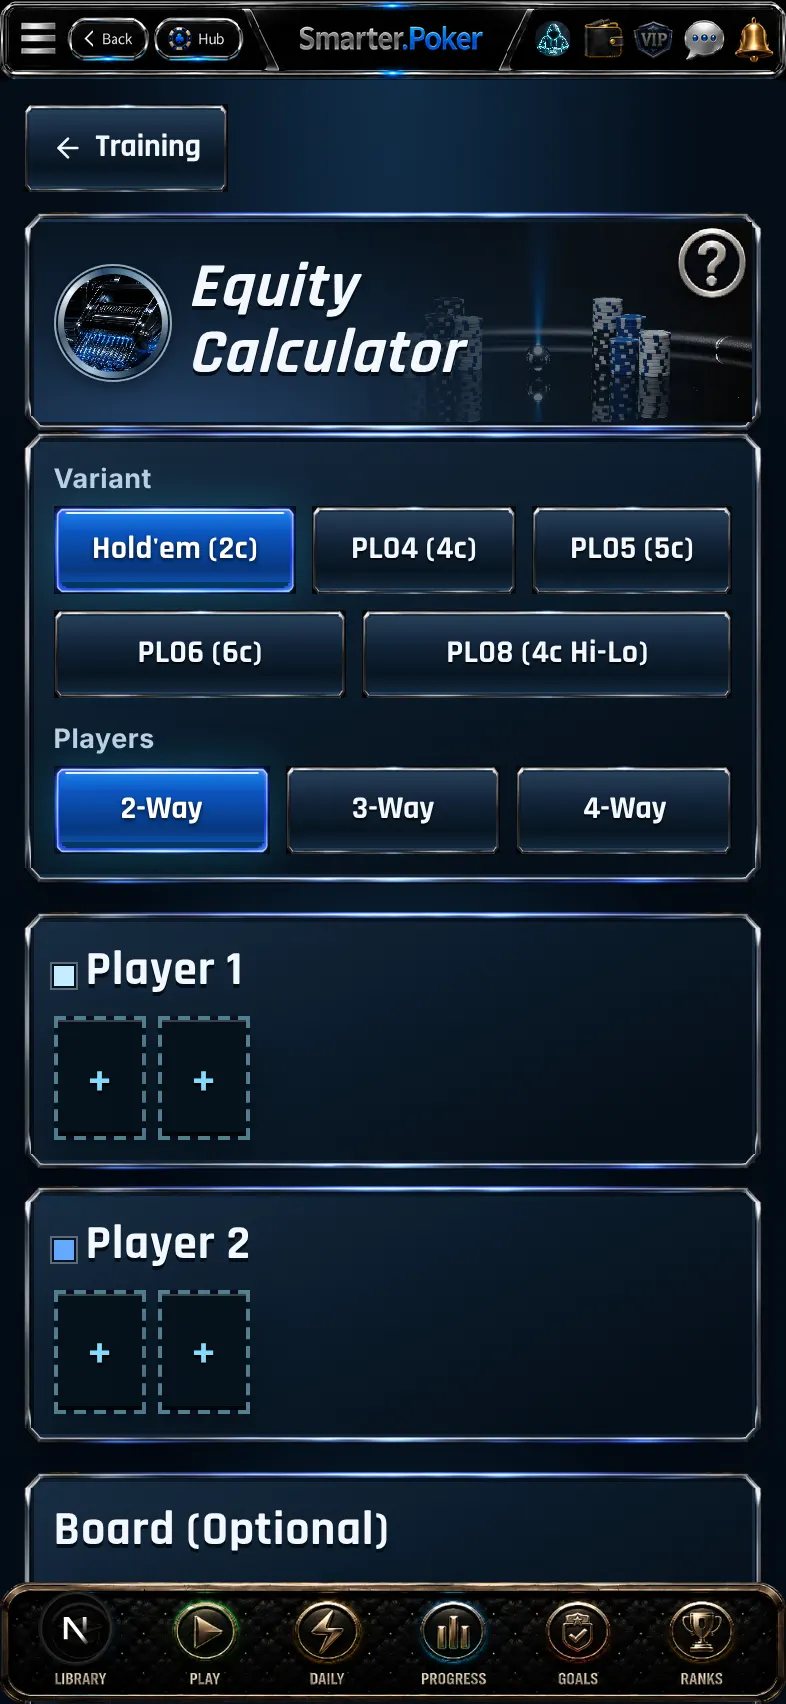 Back
Hub
Smarter.Poker
VIP
← Training
?
Equity
Calculator
Variant
Hold'em (2c)
PLO4 (4c)
PLO5 (5c)
PLO6 (6c)
PLO8 (4c Hi-Lo)
Players
2-Way
3-Way
4-Way
Player 1
+ +
Player 2
+ +
Board (Optional)
N
LIBRARY
PLAY
DAILY
PROGRESS
GOALS
RANKS